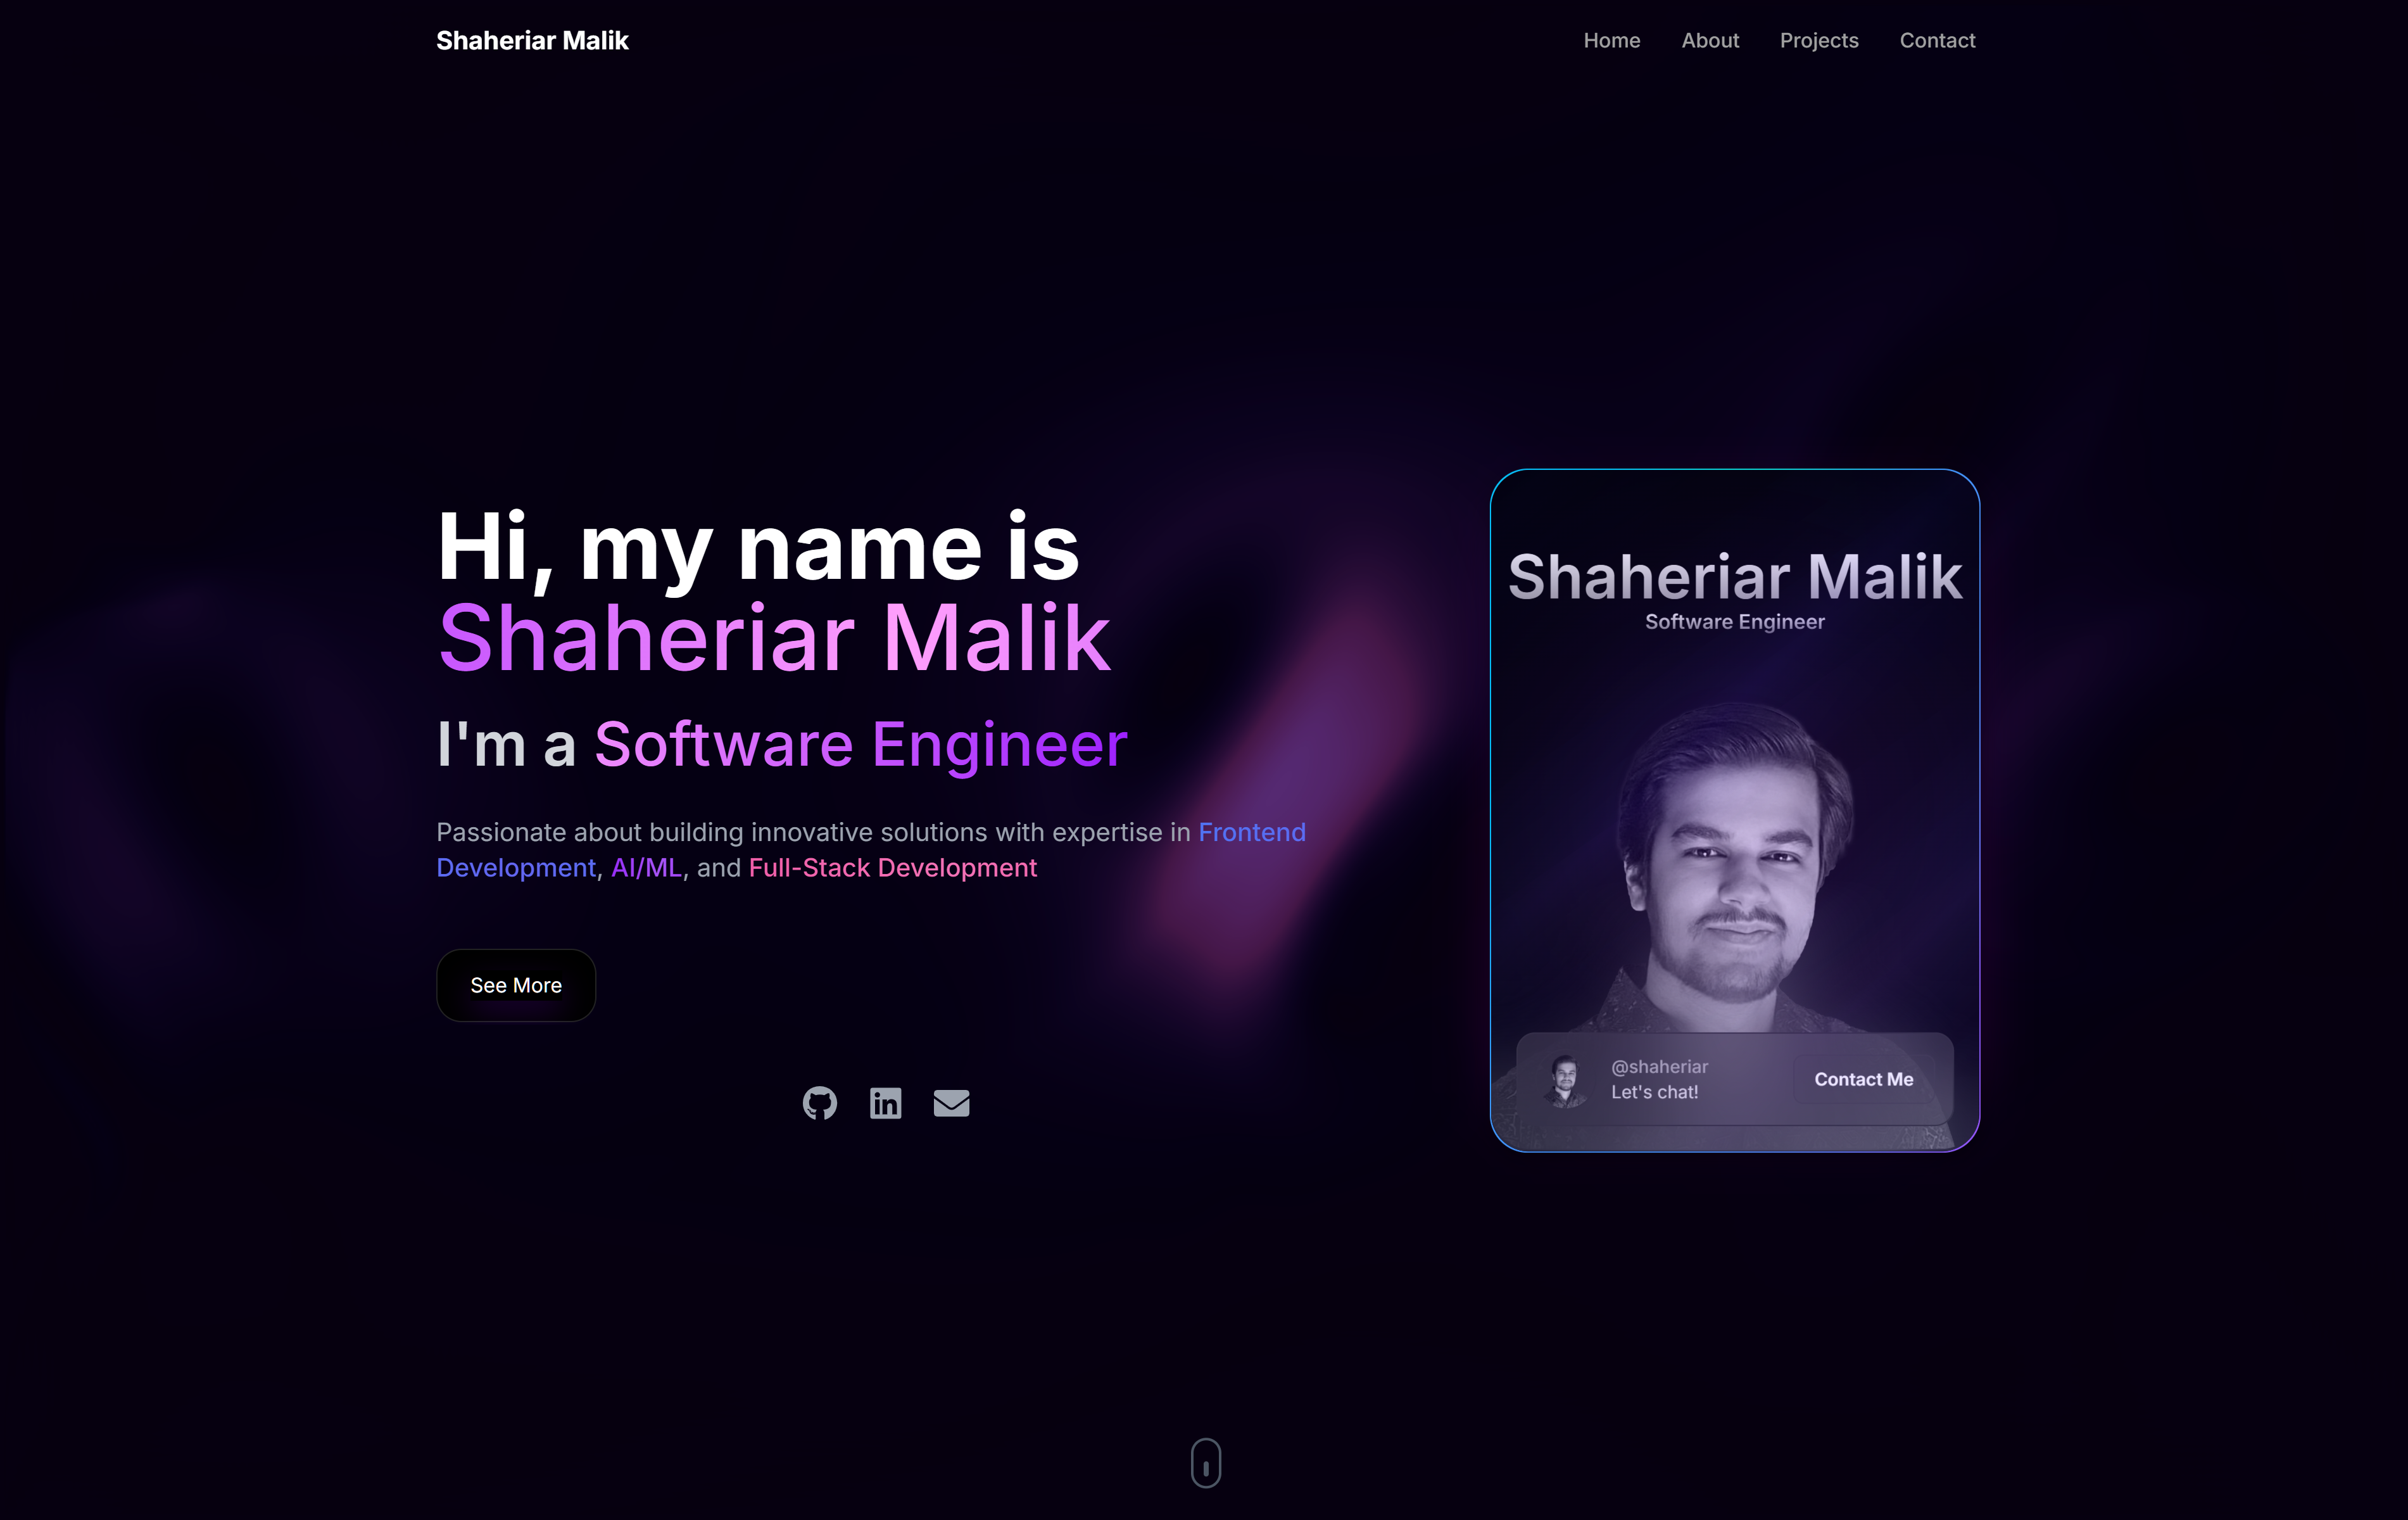 Shaheriar Malik
Home About Projects Contact
Hi, my name is
Shaheriar Malik
I'm a Software Engineer
Passionate about building innovative solutions with expertise in Frontend
Development, AI/ML, and Full-Stack Development
See More
in
Shaheriar Malik
Software Engineer
@shaheriar
Let's chat!
Contact Me